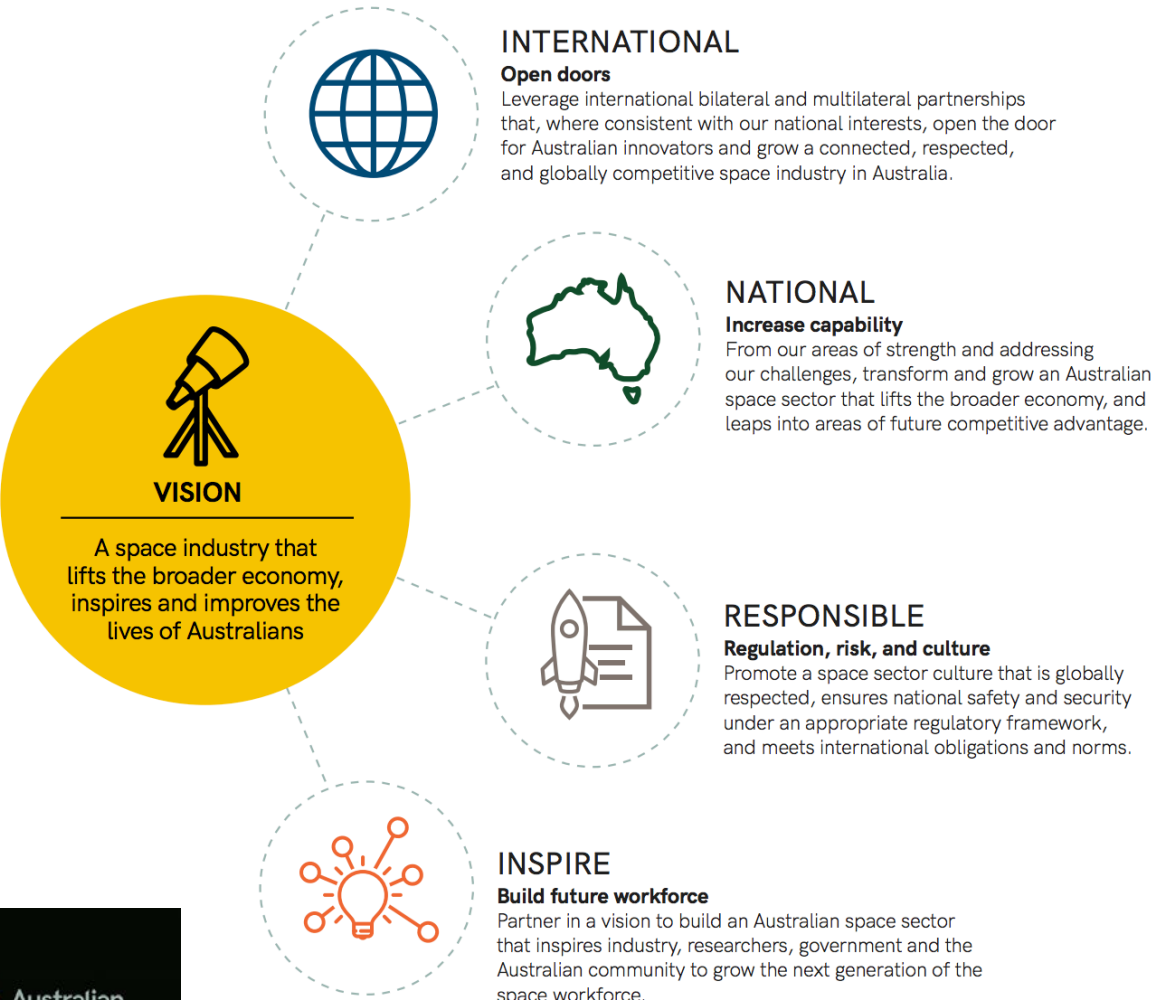 INTERNATIONAL
Open doors
Leverage international bilateral and multilateral partnerships
that, where consistent with our national interests, open the door
for Australian innovators and grow a connected, respected,
and globally competitive space industry in Australia.
NATIONAL
Increase capability
From our areas of strength and addressing
our challenges, transform and grow an Australian
space sector that lifts the broader economy, and
leaps into areas of future competitive advantage.
VISION
A space industry that
lifts the broader economy,
inspires and improves the
lives of Australians
RESPONSIBLE
Regulation, risk, and culture
Promote a space sector culture that is globally
respected, ensures national safety and security
under an appropriate regulatory framework,
and meets international obligations and norms.
INSPIRE
Build future workforce
Partner in a vision to build an Australian space sector
that inspires industry, researchers, government and the
Australian community to grow the next generation of the
space workforce.
Australian